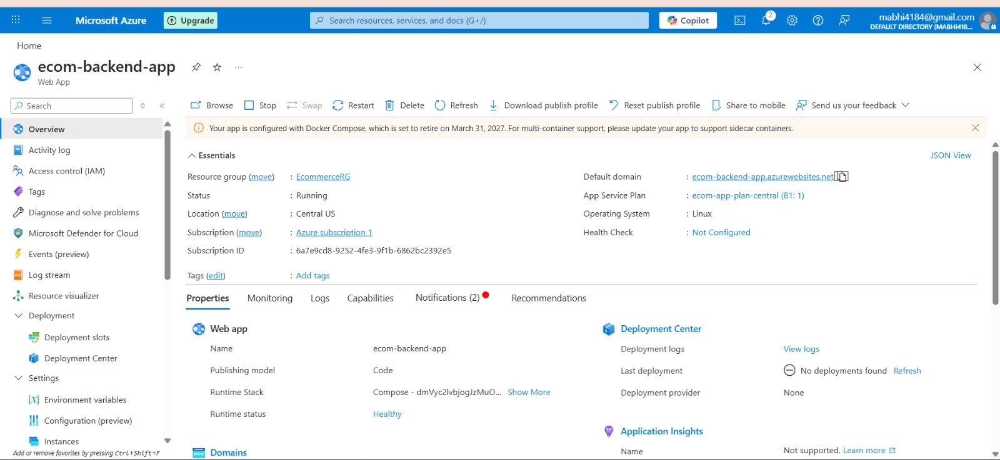 Microsoft Azure
Upgrade
Search resources, services, and docs (G+/)
Copilot
2
mabhi4184@gmail.com
DEFAULT DIRECTORY (MABHI418...
Home
ecom-backend-app
...
Web App
Search
Browse
Stop
Swap
Restart
Delete
Refresh
Download publish profile
Reset publish profile
Share to mobile
Send us your feedback
Overview
Activity log
Access control (IAM)
Tags
Diagnose and solve problems
Microsoft Defender for Cloud
Events (preview)
Log stream
Resource visualizer
Deployment
Deployment slots
Deployment Center
Settings
Environment variables
Configuration (preview)
Instances
Add or remove favorites by pressing Ctrl+Shift+F
Your app is configured with Docker Compose, which is set to retire on March 31, 2027. For multi-container support, please update your app to support sidecar containers.
Essentials
JSON View
Resource group (move) : EcommerceRG
Status : Running
Location (move) : Central US
Subscription (move) : Azure subscription 1
Subscription ID : 6a7e9cd8-9252-4fe3-9f1b-6862bc2392e5
Tags (edit) : Add tags
Default domain : ecom-backend-app.azurewebsites.net
App Service Plan : ecom-app-plan-central (B1: 1)
Operating System : Linux
Health Check : Not Configured
Properties
Monitoring
Logs
Capabilities
Notifications (2)
Recommendations
Web app
Name ecom-backend-app
Publishing model Code
Runtime Stack Compose - dmVyc2lvbjogJzMuO... Show More
Runtime status Healthy
Domains
Deployment Center
Deployment logs View logs
Last deployment No deployments found Refresh
Deployment provider None
Application Insights
Name Not supported. Learn more